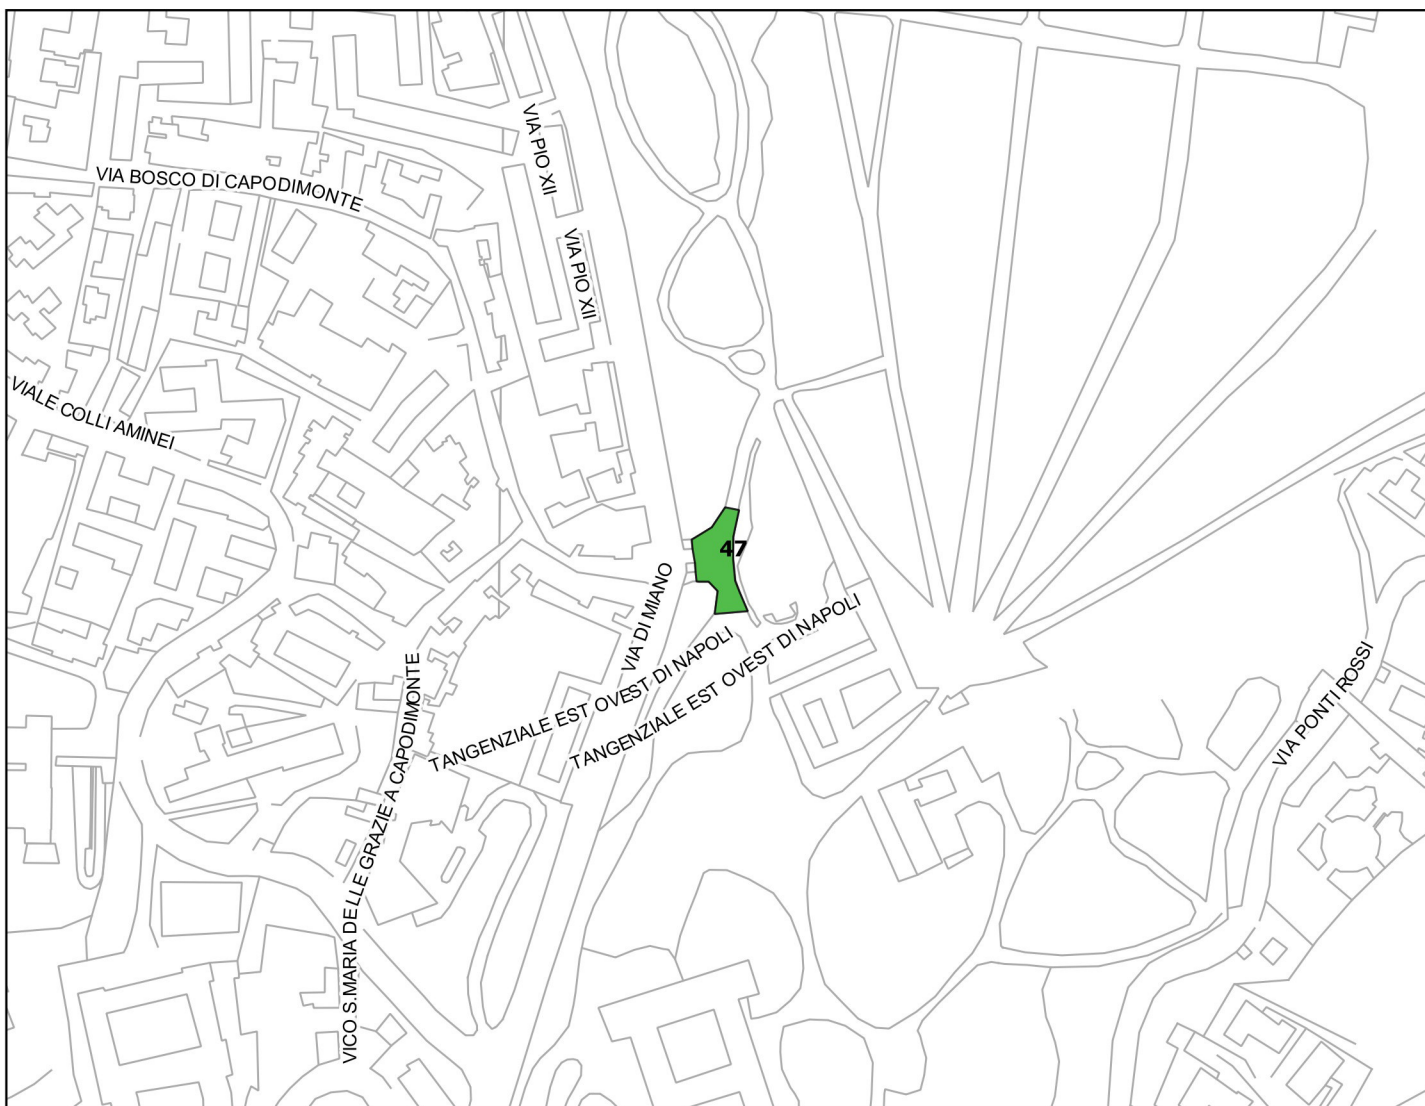 VIA PIO XII
VIA BOSCO DI CAPODIMONTE
VIA PIO XII
VIALE COLLI AMINEI
47
VIA DI MIANO
TANGENZIALE EST OVEST DI NAPOLI
TANGENZIALE EST OVEST DI NAPOLI
VIA PONTI ROSSI
VICO S.MARIA DELLE GRAZIE A CAPODIMONTE